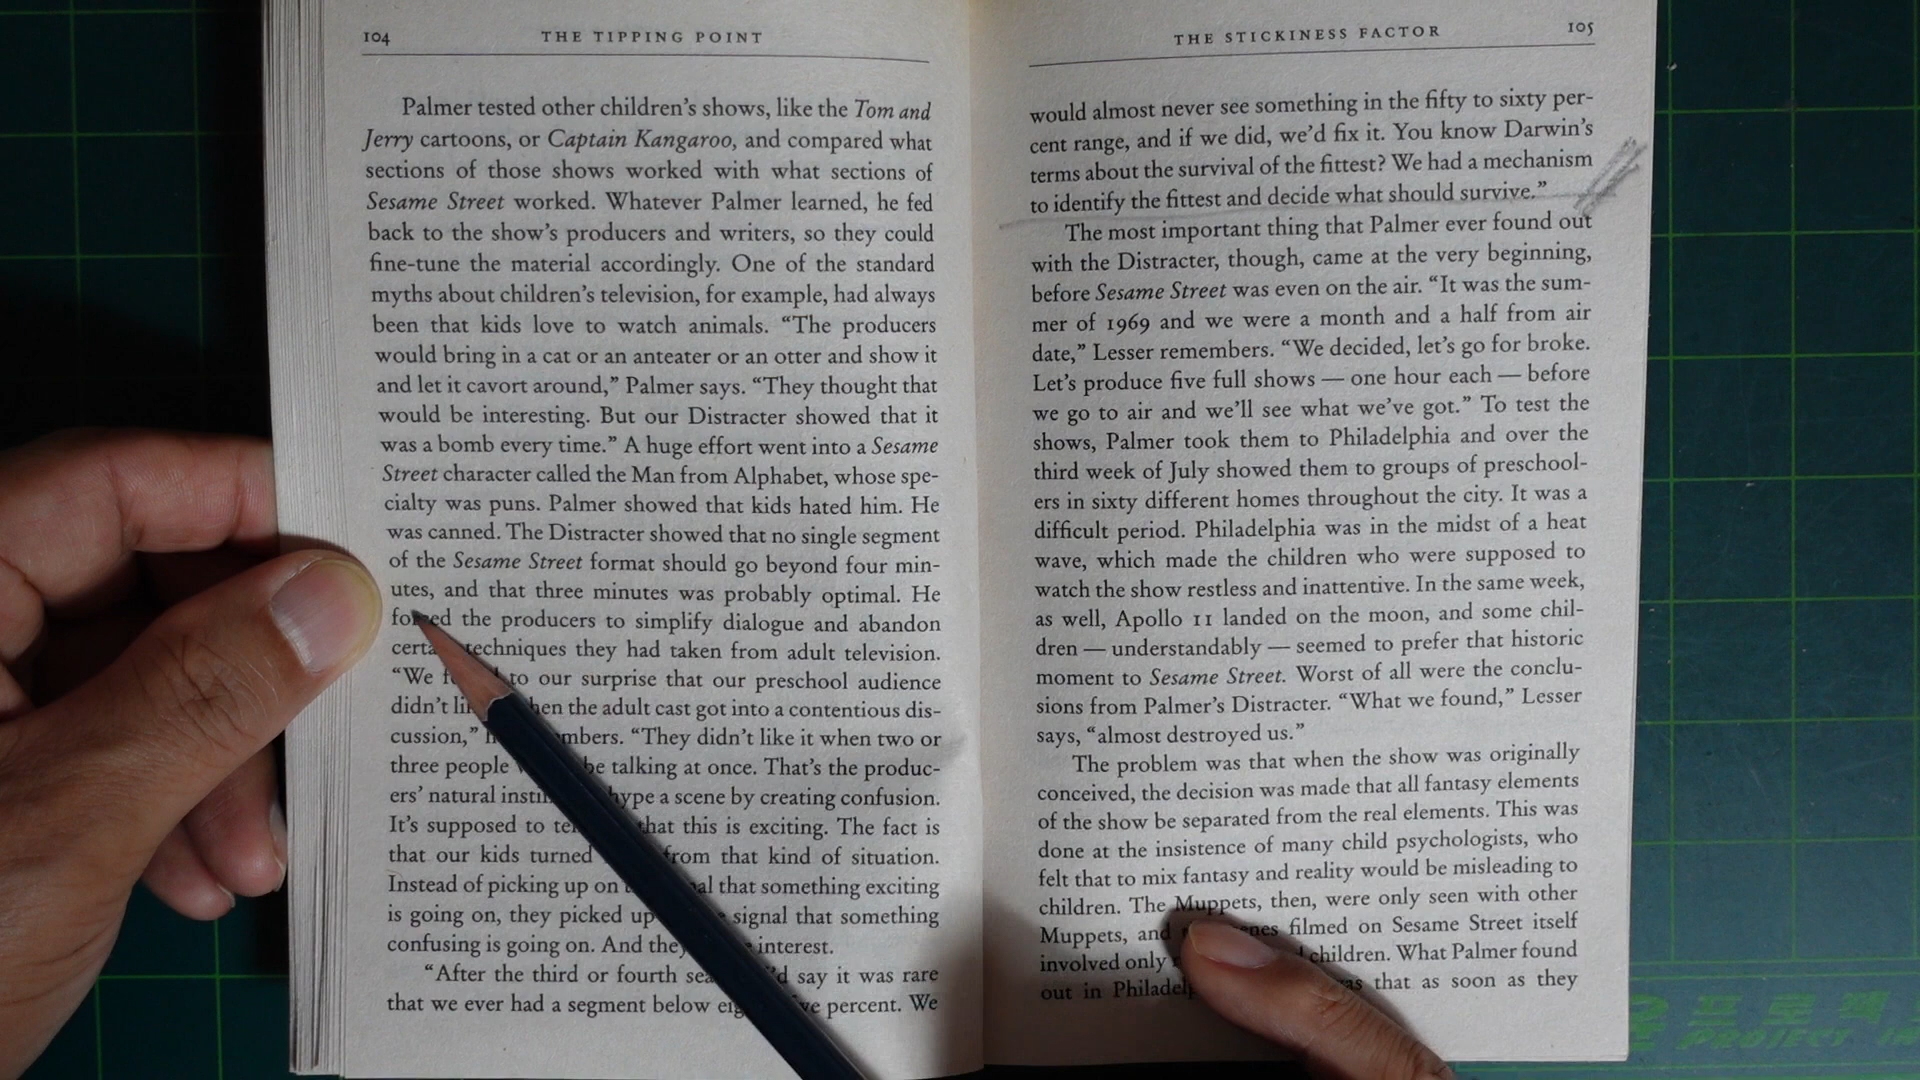 104
THE TIPPING POINT
Palmer tested other children's shows, like the Tom and
Jerry cartoons, or Captain Kangaroo, and compared what
sections of those shows worked with what sections of
Sesame Street worked. Whatever Palmer learned, he fed
back to the show's producers and writers, so they could
fine-tune the material accordingly. One of the standard
myths about children's television, for example, had always
been that kids love to watch animals. “The producers
would bring in a cat or an anteater or an otter and show it
and let it cavort around,” Palmer says. “They thought that
would be interesting. But our Distracter showed that it
was a bomb every time.” A huge effort went into a Sesame
Street character called the Man from Alphabet, whose spe-
cialty was puns. Palmer showed that kids hated him. He
was canned. The Distracter showed that no single segment
of the Sesame Street format should go beyond four min-
utes, and that three minutes was probably optimal. He
forced the producers to simplify dialogue and abandon
techniques they had taken from adult television.
“We to our surprise that our preschool audience
didn't the adult cast got into a contentious dis-
cussion,” “They didn't like it when two or
three people be talking at once. That's the produc-
ers' natural hype a scene by creating confusion.
It's supposed to that this is exciting. The fact is
that our kids turned from that kind of situation.
Instead of picking up on that something exciting
is going on, they picked up signal that something
confusing is going on. And interest.
“After the third or fourth say it was rare
that we ever had a segment below percent. We
THE STICKINESS FACTOR
105
would almost never see something in the fifty to sixty per-
cent range, and if we did, we'd fix it. You know Darwin's
terms about the survival of the fittest? We had a mechanism
to identify the fittest and decide what should survive.”
The most important thing that Palmer ever found out
with the Distracter, though, came at the very beginning,
before Sesame Street was even on the air. “It was the sum-
mer of 1969 and we were a month and a half from air
date,” Lesser remembers. “We decided, let's go for broke.
Let's produce five full shows — one hour each — before
we go to air and we'll see what we've got.” To test the
shows, Palmer took them to Philadelphia and over the
third week of July showed them to groups of preschool-
ers in sixty different homes throughout the city. It was a
difficult period. Philadelphia was in the midst of a heat
wave, which made the children who were supposed to
watch the show restless and inattentive. In the same week,
as well, Apollo 11 landed on the moon, and some chil-
dren — understandably — seemed to prefer that historic
moment to Sesame Street. Worst of all were the conclu-
sions from Palmer's Distracter. “What we found,” Lesser
says, “almost destroyed us.”
The problem was that when the show was originally
conceived, the decision was made that all fantasy elements
of the show be separated from the real elements. This was
done at the insistence of many child psychologists, who
felt that to mix fantasy and reality would be misleading to
children. The Muppets, then, were only seen with other
Muppets, and filmed on Sesame Street itself
involved only children. What Palmer found
out in that as soon as they
프로젝
PROJECT